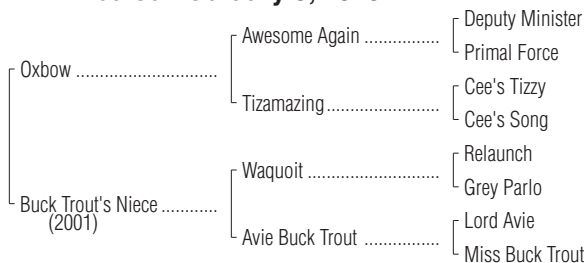 Deputy Minister
Awesome Again ..................
Primal Force
Oxbow ...........................
Cee's Tizzy
Tizamazing ......................
Cee's Song
Relaunch
Waquoit .........................
Grey Parlo
Buck Trout's Niece ............
(2001)
Lord Avie
Avie Buck Trout ................
Miss Buck Trout